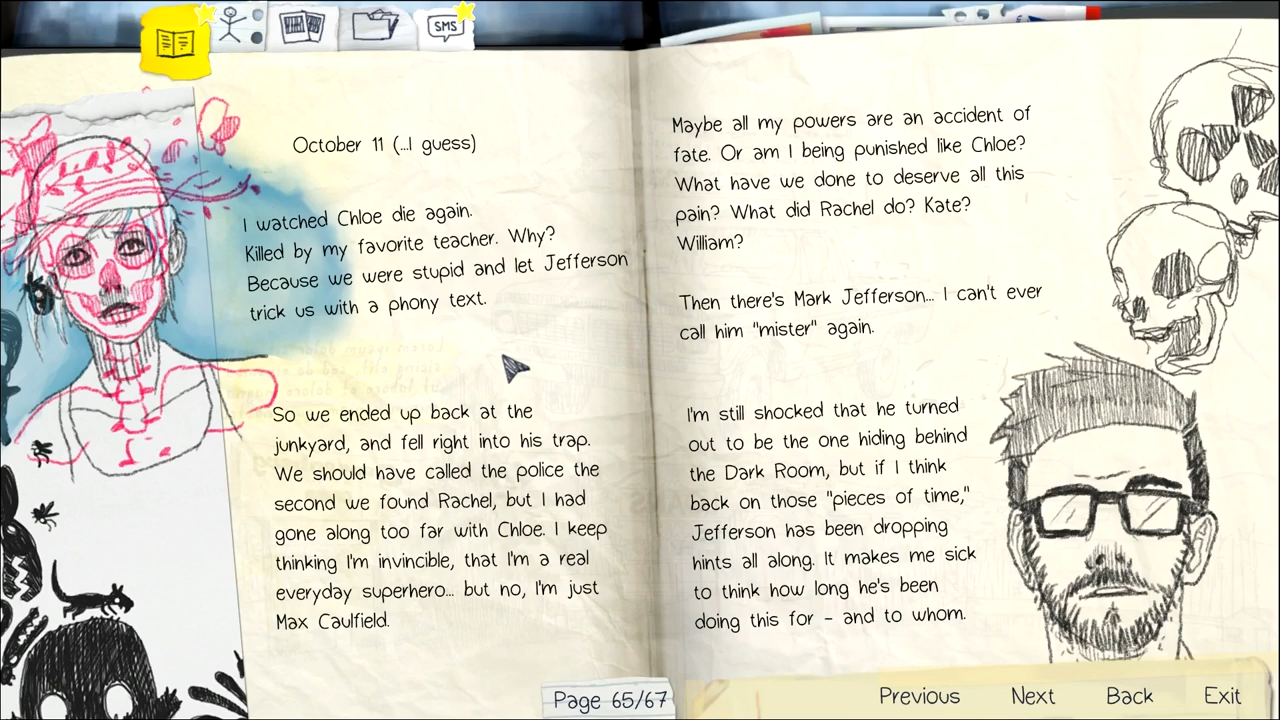 SMS
October 11 (...I guess)
I watched Chloe die again.
Killed by my favorite teacher. Why?
Because we were stupid and let Jefferson
trick us with a phony text.
So we ended up back at the
junkyard, and fell right into his trap.
We should have called the police the
second we found Rachel, but I had
gone along too far with Chloe. I keep
thinking I'm invincible, that I'm a real
everyday superhero... but no, I'm just
Max Caulfield.
Maybe all my powers are an accident of
fate. Or am I being punished like Chloe?
What have we done to deserve all this
pain? What did Rachel do? Kate?
William?
Then there's Mark Jefferson... I can't ever
call him "mister" again.
I'm still shocked that he turned
out to be the one hiding behind
the Dark Room, but if I think
back on those "pieces of time,"
Jefferson has been dropping
hints all along. It makes me sick
to think how long he's been
doing this for - and to whom.
Page 65/67
Previous Next Back Exit